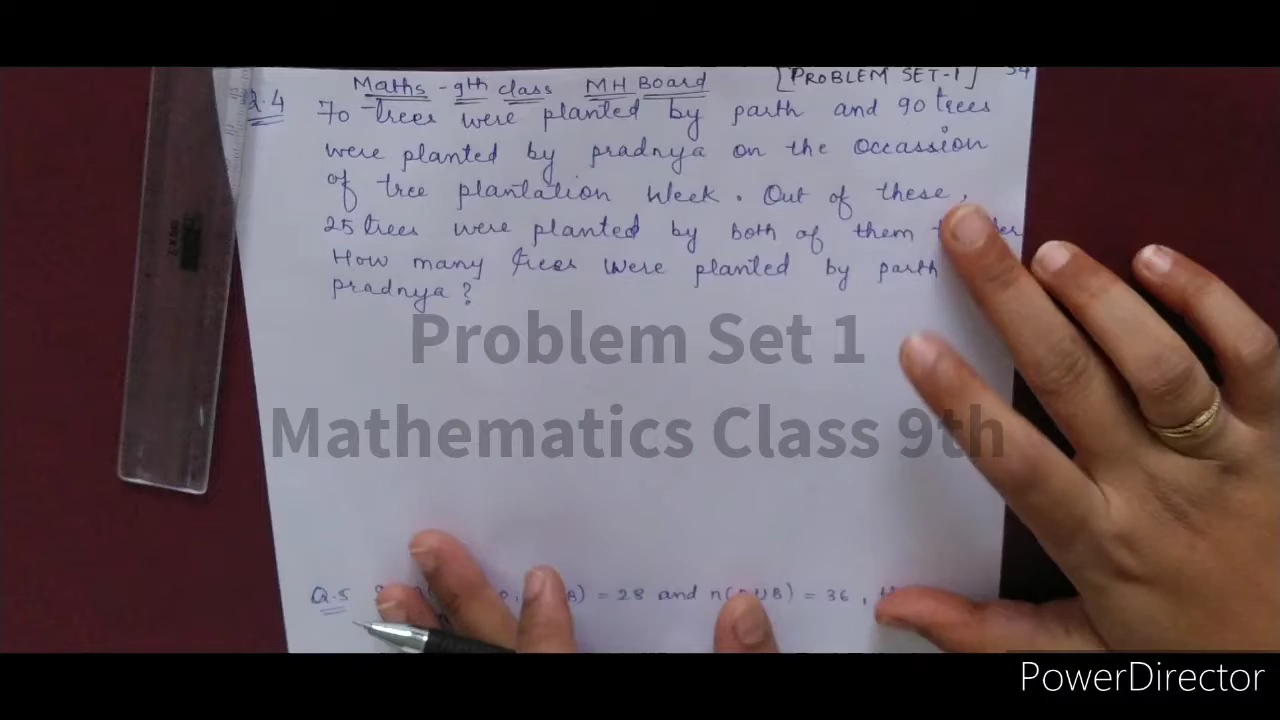 Maths - 9th class MH Board [PROBLEM SET-1] 54
Q.4 70 trees were planted by parth and 90 trees
were planted by pradnya on the occassion
of tree plantation week. Out of these,
25 trees were planted by both of them
How many trees were planted by parth
pradnya?
Problem Set 1
Mathematics Class 9th
Q.5 = 28 and n(AUB) = 36,
PowerDirector